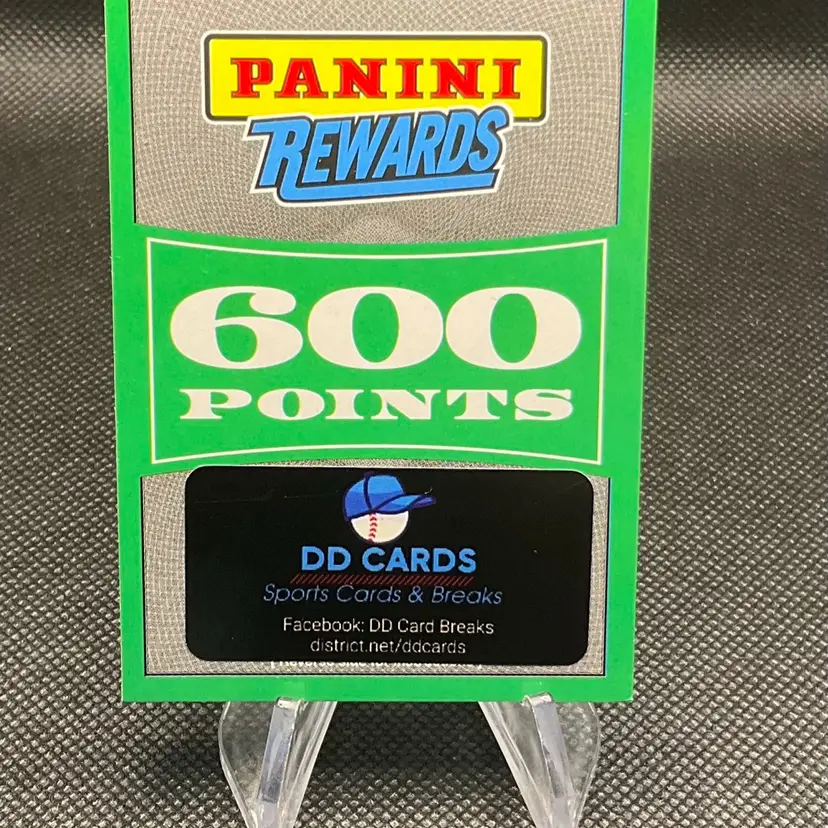 PANINI
REWARDS
600
POINTS
DD CARDS
Sports Cards & Breaks
Facebook: DD Card Breaks
district.net/ddcards